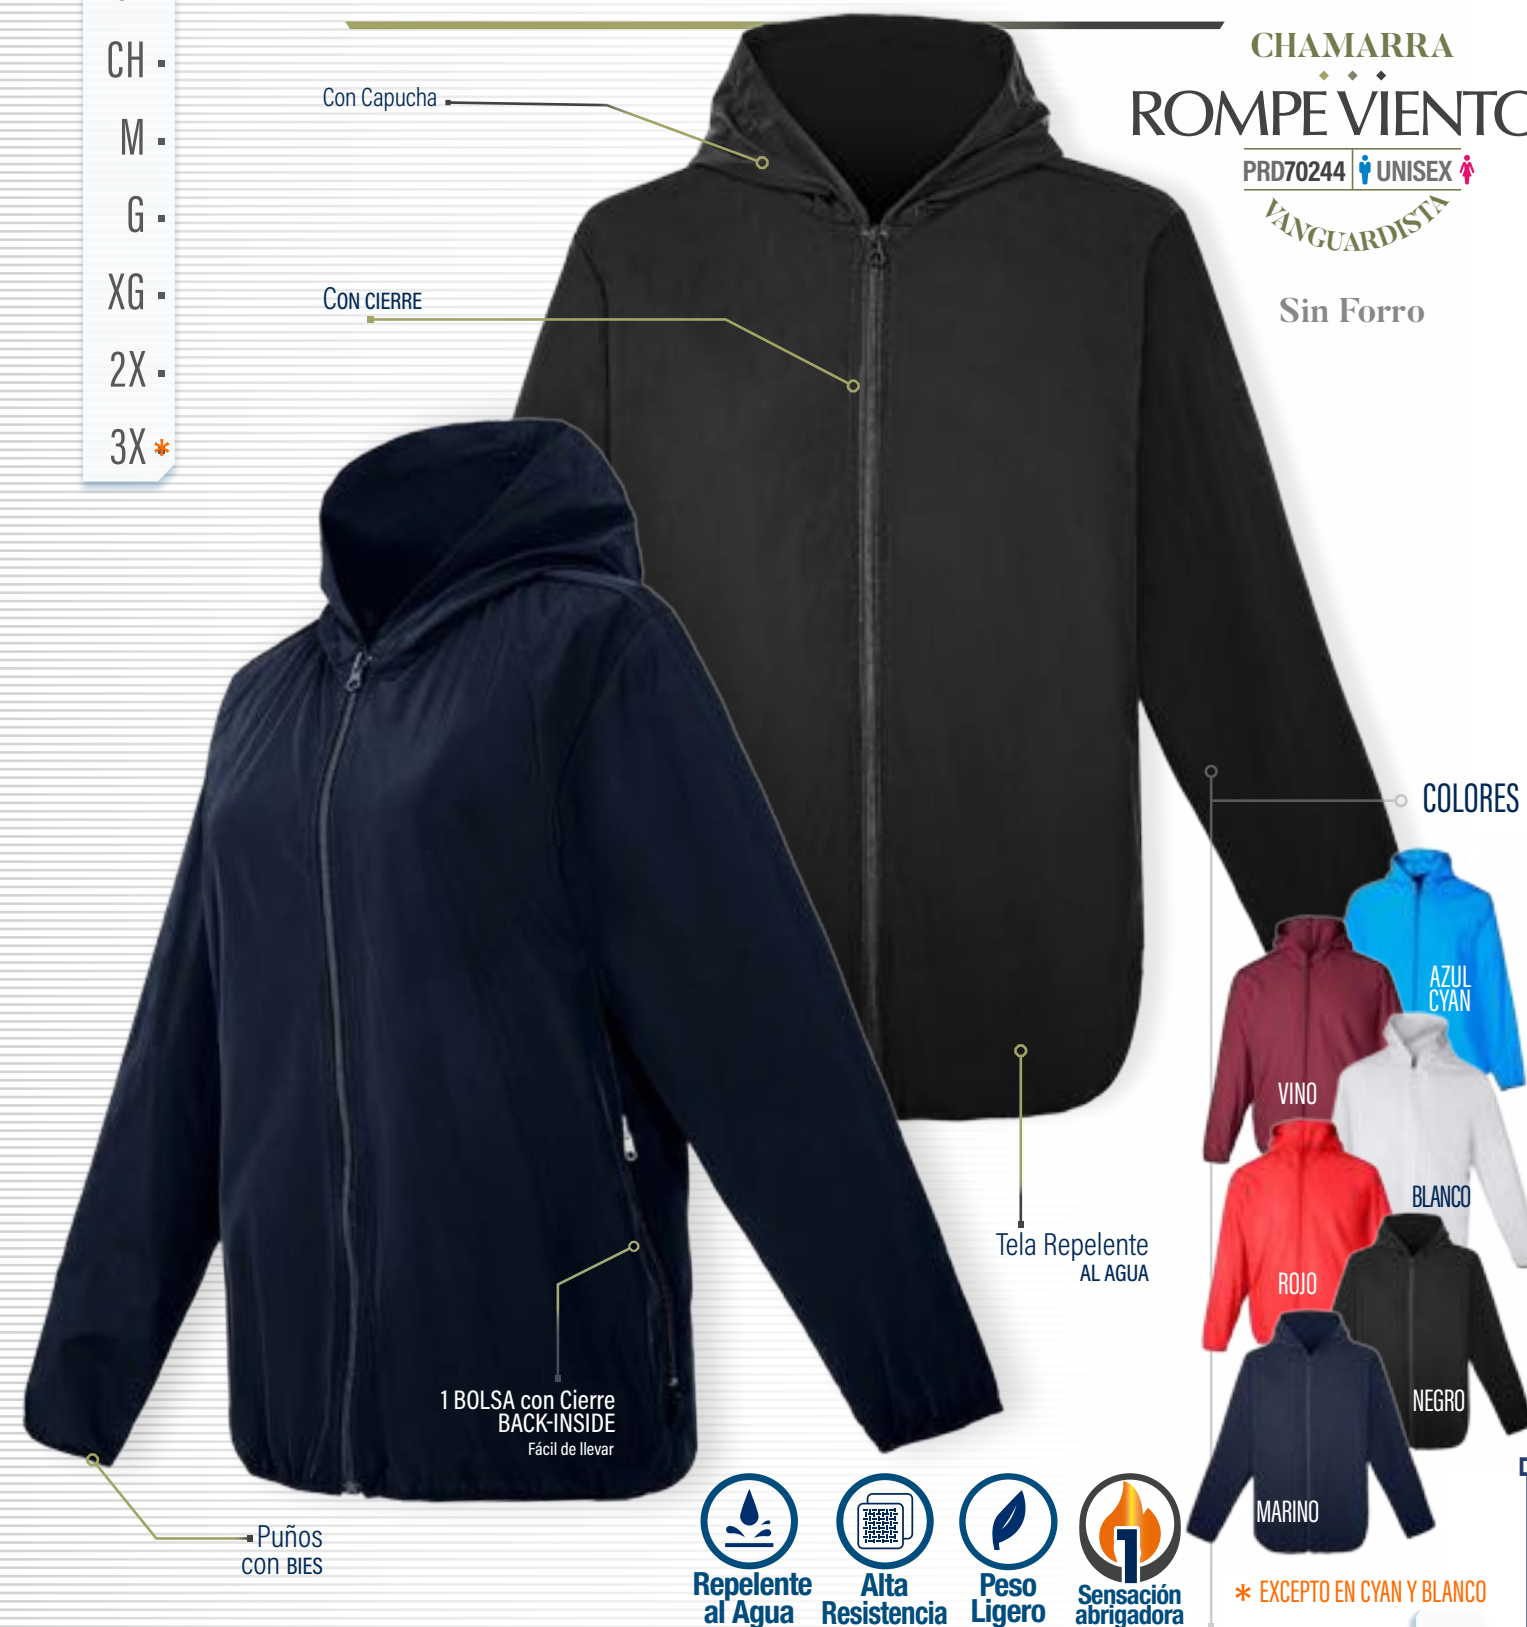 CH
M
G
XG
2X
3X*
CHAMARRA
ROMPE VIENTO
PRD70244 UNISEX
VANGUARDISTA
Sin Forro
Con Capucha
CON CIERRE
COLORES
AZUL
CYAN
VINO
BLANCO
ROJO
NEGRO
MARINO
* EXCEPTO EN CYAN Y BLANCO
Tela Repelente
AL AGUA
1 BOLSA con Cierre
BACK-INSIDE
Fácil de llevar
Puños
CON BIES
Repelente
al Agua
Alta
Resistencia
Peso
Ligero
1
Sensación
abrigadora